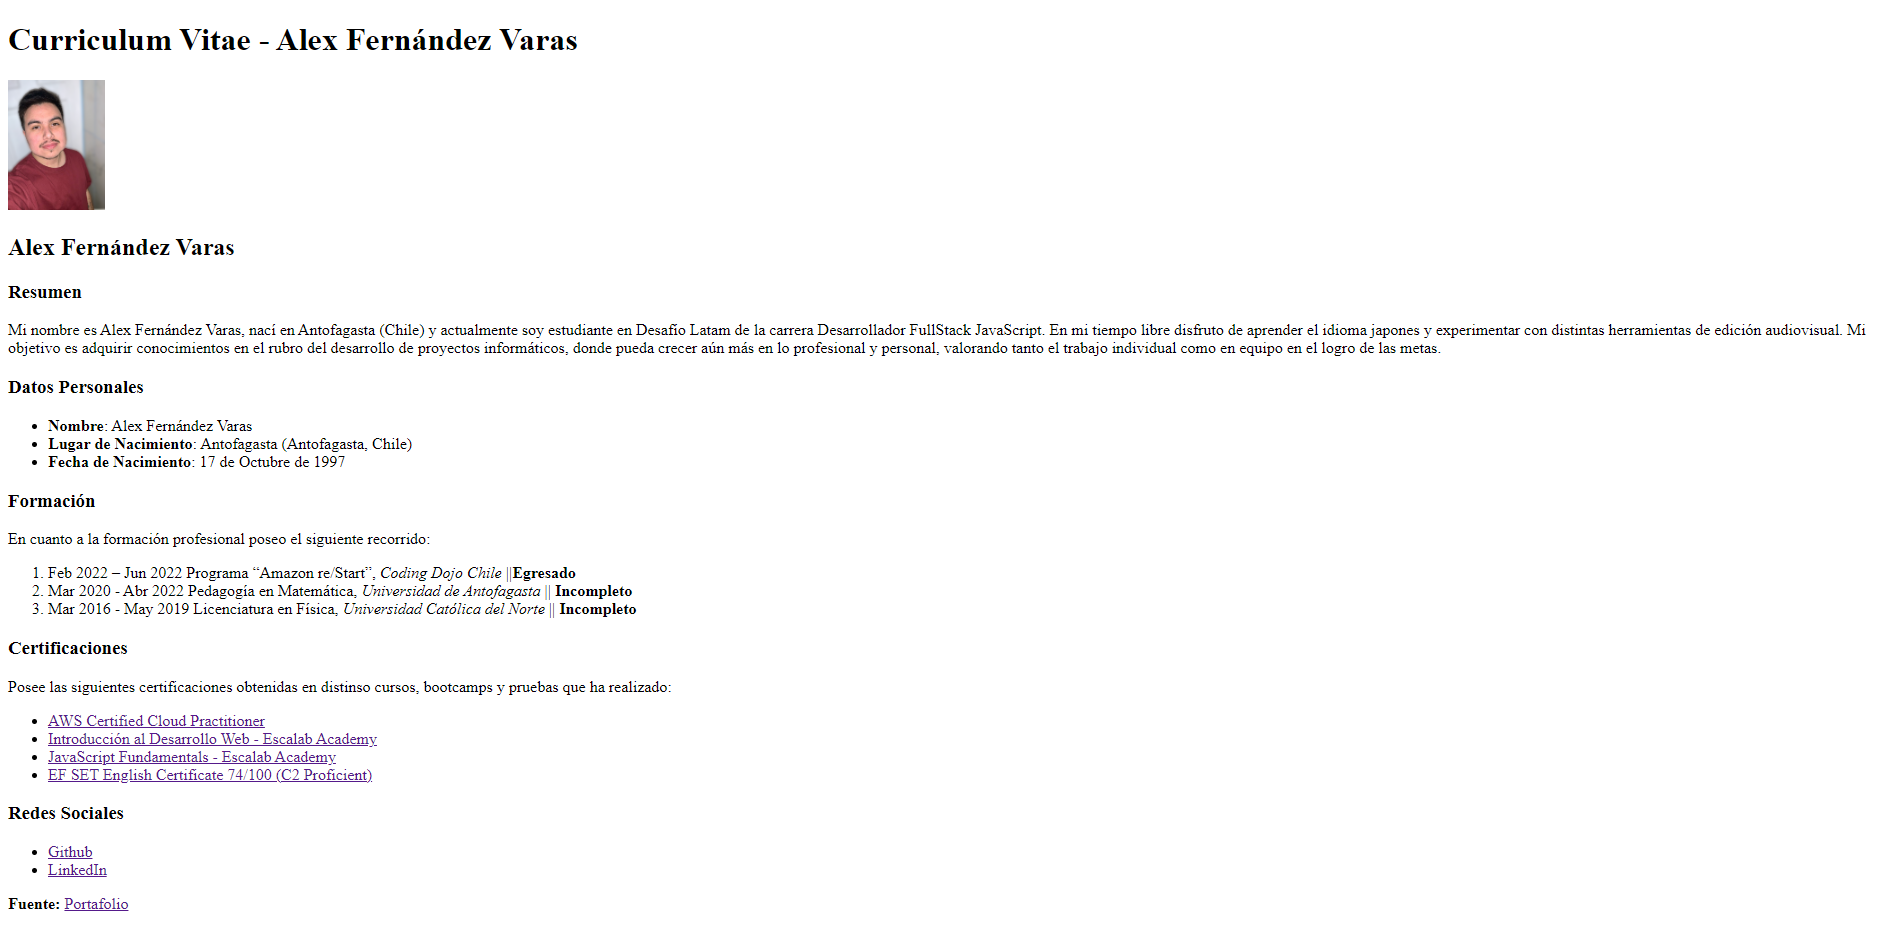 Curriculum Vitae - Alex Fernández Varas
Alex Fernández Varas
Resumen
Mi nombre es Alex Fernández Varas, nací en Antofagasta (Chile) y actualmente soy estudiante en Desafío Latam de la carrera Desarrollador FullStack JavaScript. En mi tiempo libre disfruto de aprender el idioma japones y experimentar con distintas herramientas de edición audiovisual. Mi
objetivo es adquirir conocimientos en el rubro del desarrollo de proyectos informáticos, donde pueda crecer aún más en lo profesional y personal, valorando tanto el trabajo individual como en equipo en el logro de las metas.
Datos Personales
• Nombre: Alex Fernández Varas
• Lugar de Nacimiento: Antofagasta (Antofagasta, Chile)
• Fecha de Nacimiento: 17 de Octubre de 1997
Formación
En cuanto a la formación profesional poseo el siguiente recorrido:
1. Feb 2022 – Jun 2022 Programa “Amazon re/Start”, Coding Dojo Chile ||Egresado
2. Mar 2020 - Abr 2022 Pedagogía en Matemática, Universidad de Antofagasta || Incompleto
3. Mar 2016 - May 2019 Licenciatura en Física, Universidad Católica del Norte || Incompleto
Certificaciones
Posee las siguientes certificaciones obtenidas en distinso cursos, bootcamps y pruebas que ha realizado:
• AWS Certified Cloud Practitioner
• Introducción al Desarrollo Web - Escalab Academy
• JavaScript Fundamentals - Escalab Academy
• EF SET English Certificate 74/100 (C2 Proficient)
Redes Sociales
• Github
• LinkedIn
Fuente: Portafolio